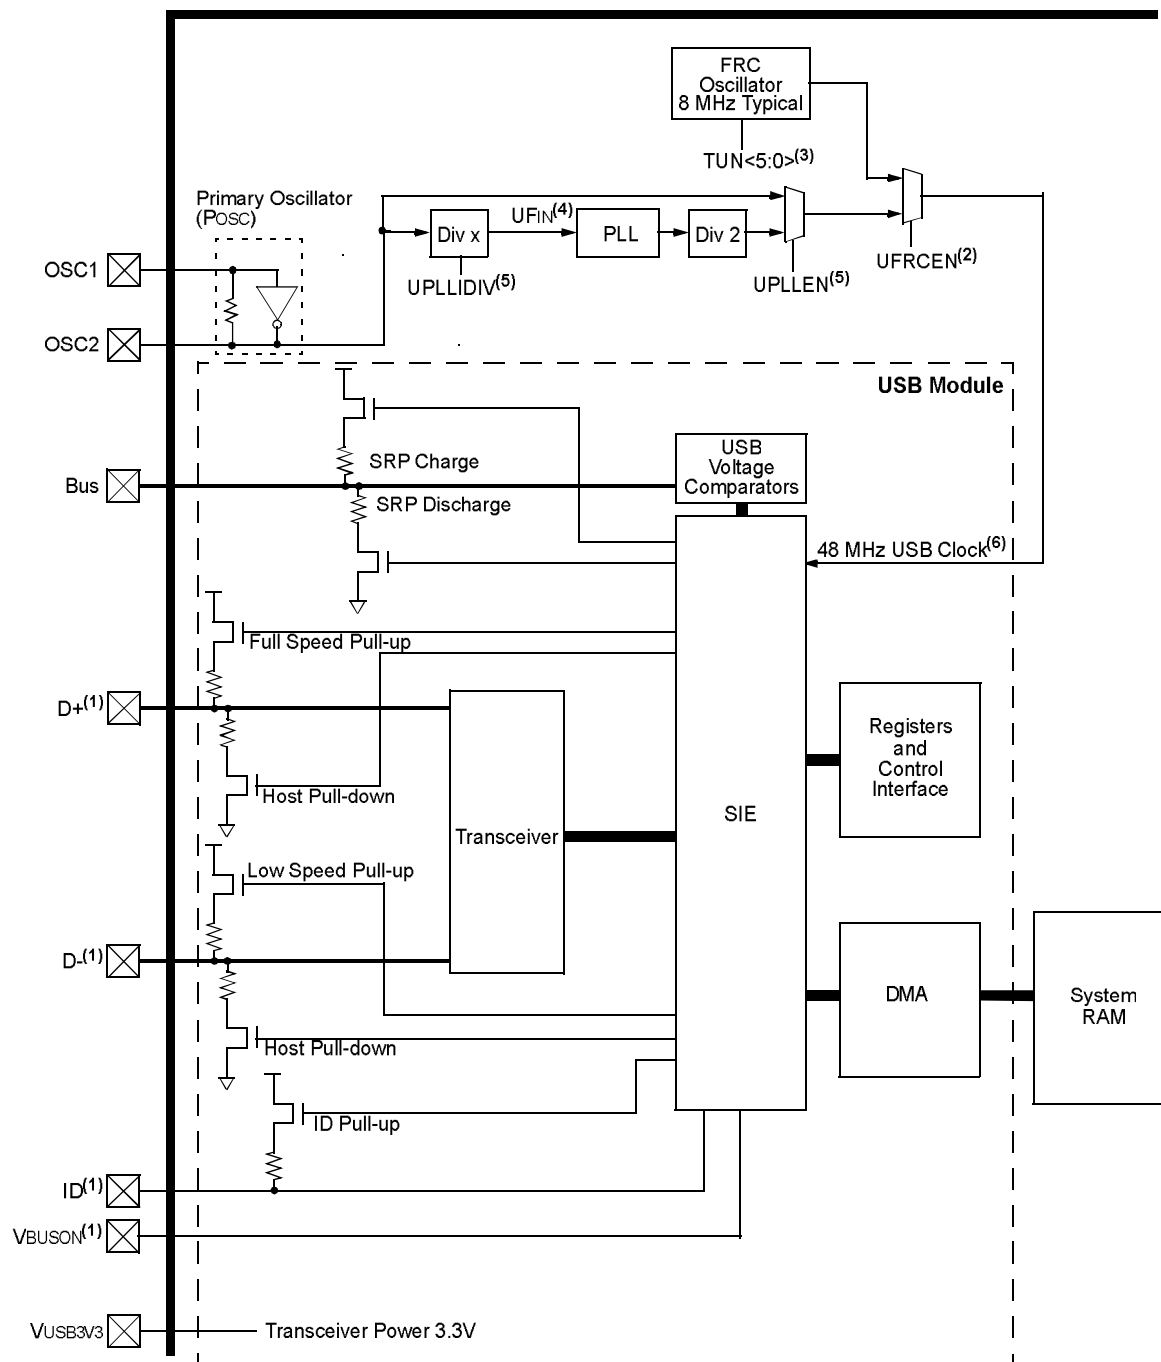 FRC
Oscillator
8 MHz Typical
TUN<5:0>(3)
Primary Oscillator
(POSC)
UFIN(4)
Div x
PLL
Div 2
UFRCEN(2)
OSC1
UPLLIDIV(5)
UPLLEN(5)
OSC2
USB Module
USB
Voltage
Comparators
SRP Charge
Bus
SRP Discharge
48 MHz USB Clock(6)
Full Speed Pull-up
D+(1)
Registers
and
Control
Interface
Host Pull-down
SIE
Transceiver
Low Speed Pull-up
D-(1)
DMA
System
RAM
Host Pull-down
ID Pull-up
ID(1)
VBUSON(1)
VUSB3V3
Transceiver Power 3.3V